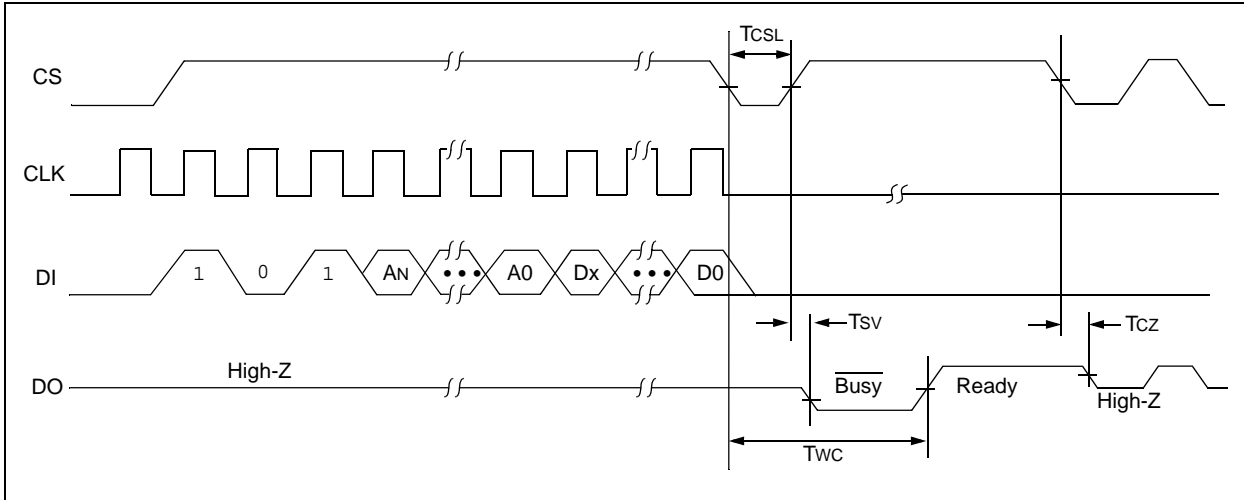 TCSL
CS
CLK
DI
1 0 1 AN ••• A0 Dx ••• D0
TSV
TCZ
DO
High-Z
Busy
Ready
High-Z
TWC